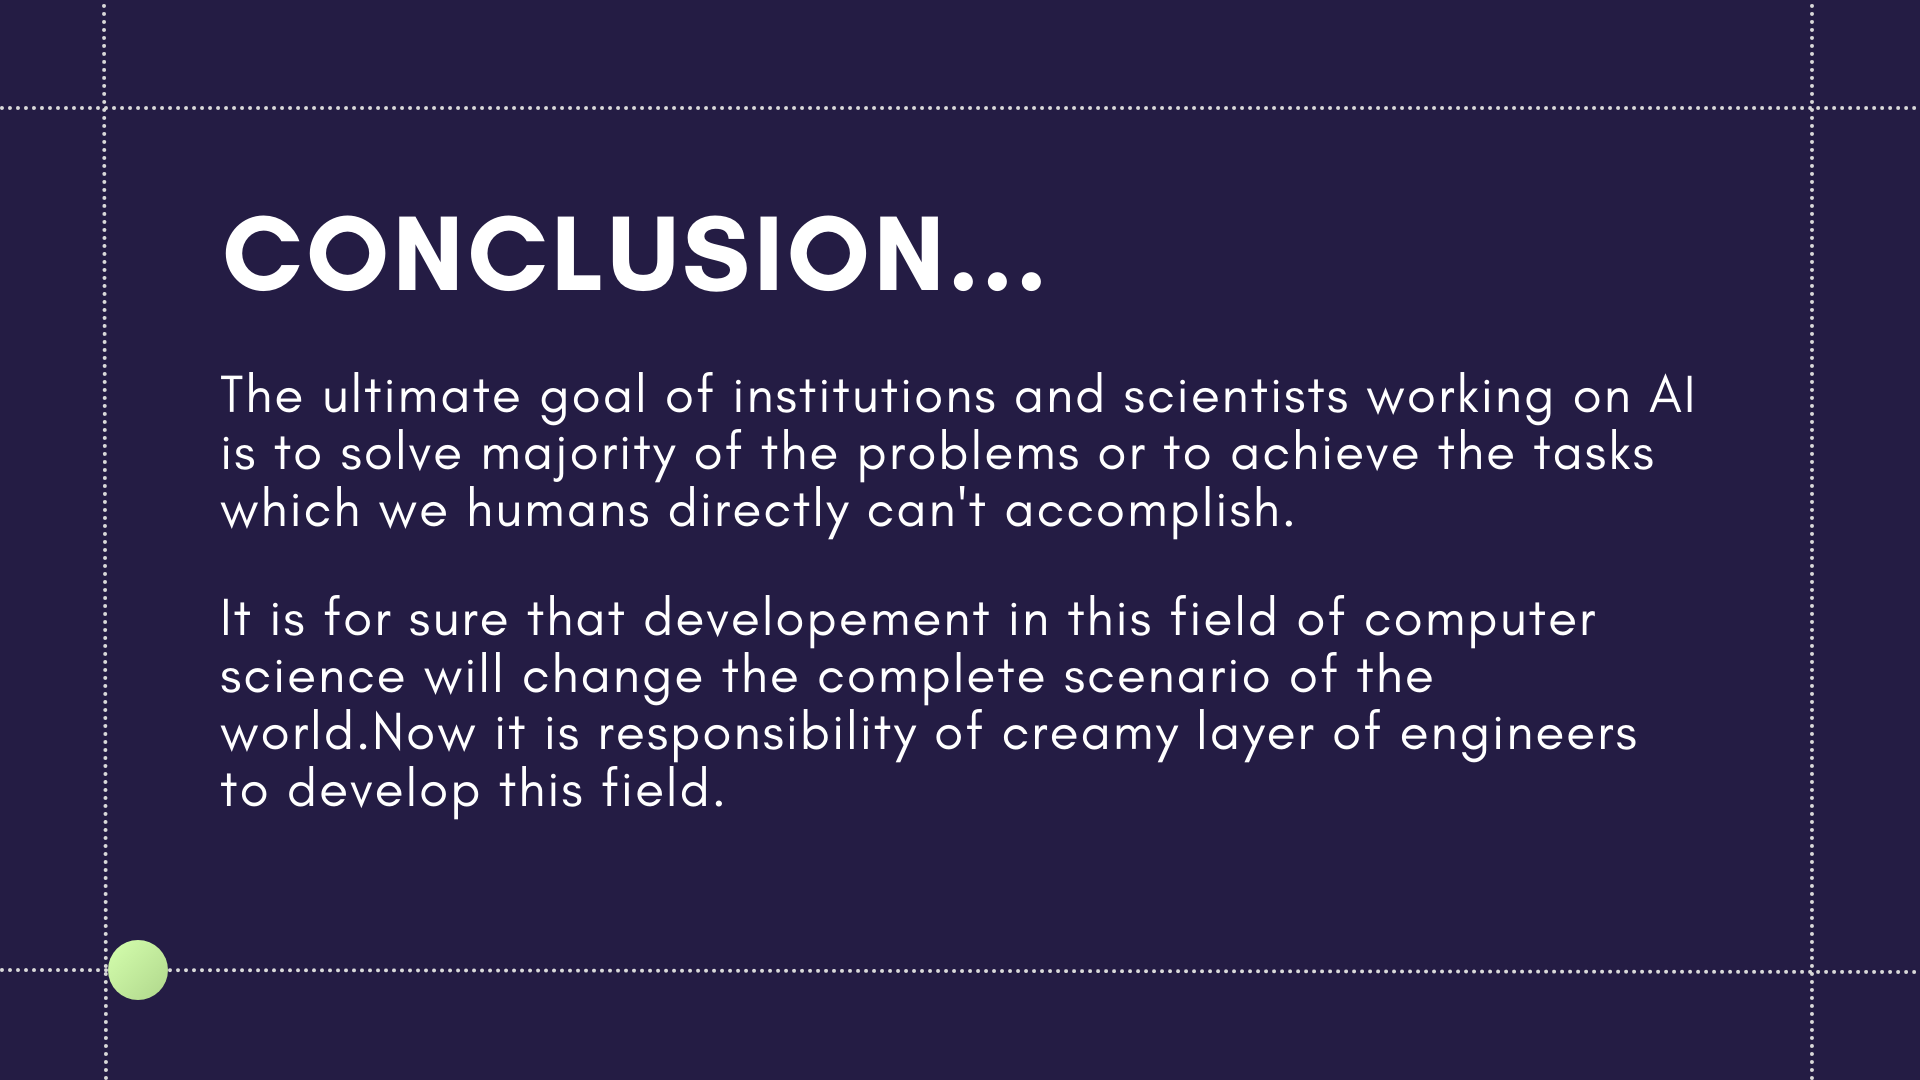 CONCLUSION...
The ultimate goal of institutions and scientists working on AI
is to solve majority of the problems or to achieve the tasks
which we humans directly can't accomplish.
It is for sure that developement in this field of computer
science will change the complete scenario of the
world.Now it is responsibility of creamy layer of engineers
to develop this field.